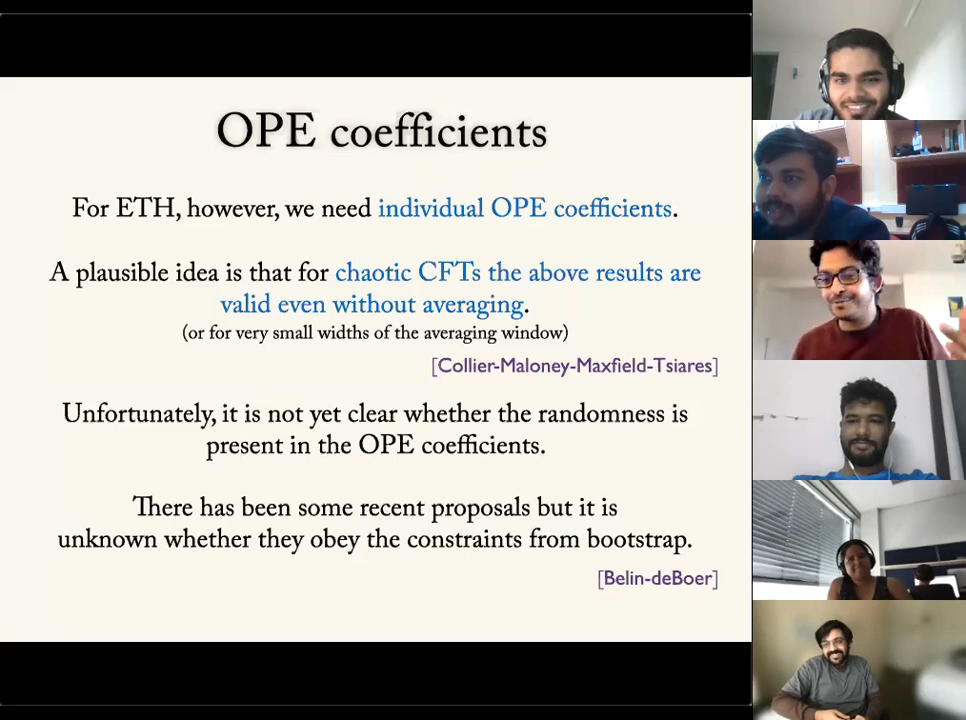 OPE coefficients
For ETH, however, we need individual OPE coefficients.
A plausible idea is that for chaotic CFTs the above results are
valid even without averaging.
(or for very small widths of the averaging window)
[Collier-Maloney-Maxfield-Tsiares]
Unfortunately, it is not yet clear whether the randomness is
present in the OPE coefficients.
There has been some recent proposals but it is
unknown whether they obey the constraints from bootstrap.
[Belin-deBoer]